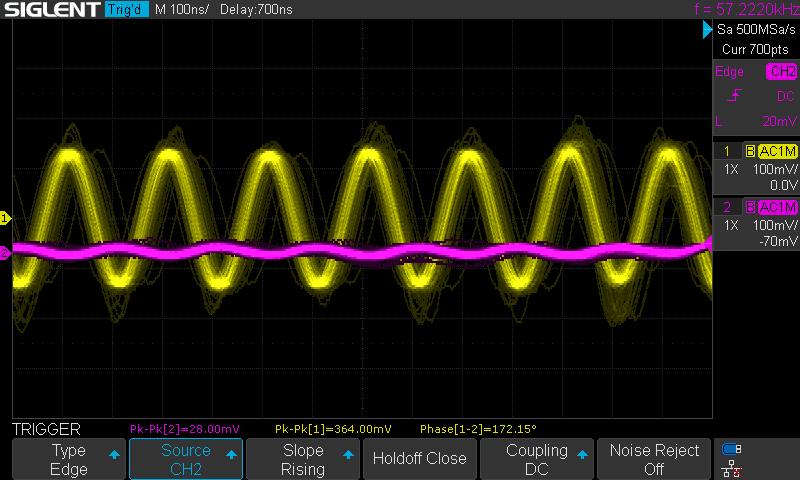 SIGLENT Trig'd M 100ns/ Delay:700ns f = 57.2220kHz
Sa 500MSa/s
Curr 700pts
Edge CH2
DC
L 20mV
1 B AC1M
1X 100mV/
0.0V
2 B AC1M
1X 100mV/
-70mV
1
2
TRIGGER Pk-Pk[2]=28.00mV Pk-Pk[1]=364.00mV Phase[1-2]=172.15°
Type Source Slope Holdoff Close Coupling Noise Reject
Edge CH2 Rising DC Off